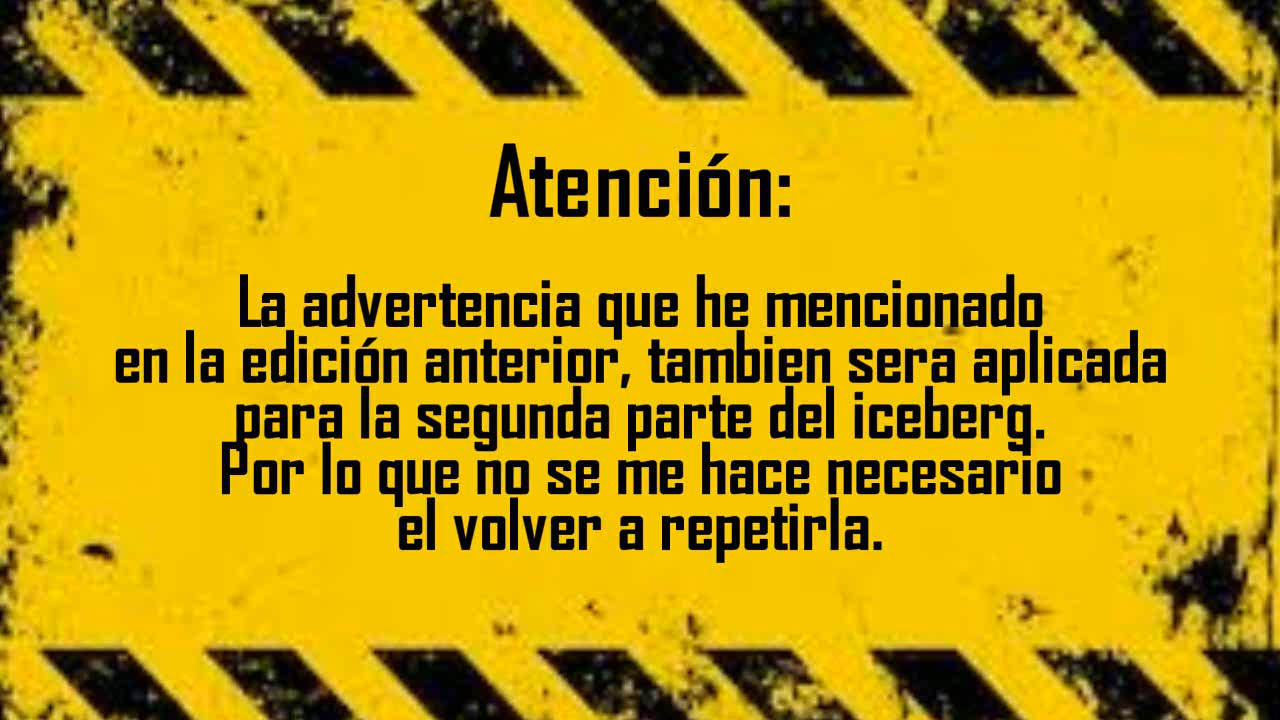 Atención:
La advertencia que he mencionado
en la edición anterior, tambien sera aplicada
para la segunda parte del iceberg.
Por lo que no se me hace necesario
el volver a repetirla.